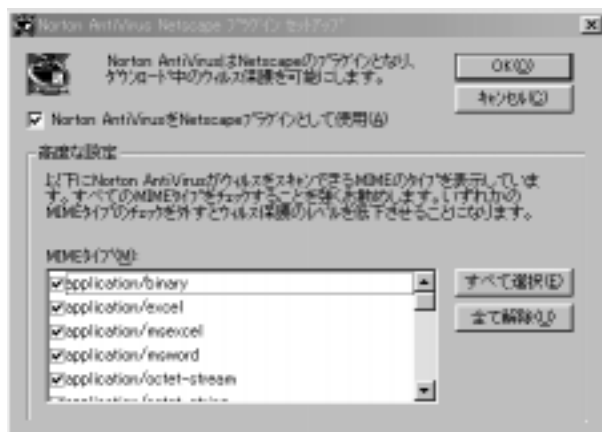 Norton AntiVirus Netscape プラグイン セットアップ
Norton AntiVirusはNetscapeのプラグインとなり、
ダウンロード中のウィルス保護を可能にします。
OK(O)
キャンセル(C)
Norton AntiVirusをNetscapeプラグインとして使用(A)
高度な設定
以下にNorton AntiVirusがウィルスをスキャンできるMIMEのタイプを表示していま
す。すべてのMIMEタイプをチェックすることを強くお勧めします。いずれかの
MIMEタイプのチェックを外すとウィルス保護のレベルを低下させることになります。
MIMEタイプ(M):
application/binary
application/excel
application/msexcel
application/msword
application/octet-stream
すべて選択(E)
全て解除(U)